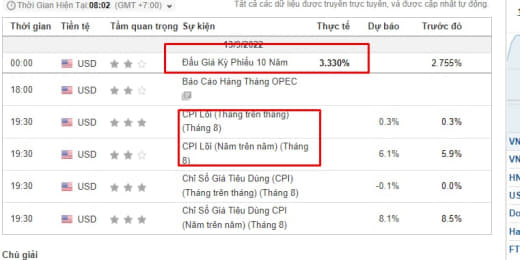 Thời Gian Hiện Tại: 08:02 (GMT +7:00)
Tất cả các dữ liệu được truyền trực tuyến, và được cập nhật tự động.
Thời gian Tiền tệ Tầm quan trọng Sự kiện Thực tế Dự báo Trước đó
13/9/2022
00:00 USD Đấu Giá Kỳ Phiếu 10 Năm 3.330% 2.755%
18:00 USD Báo Cáo Hàng Tháng OPEC
19:30 USD CPI Lõi (Tháng trên tháng) (Tháng 8) 0.3% 0.3%
19:30 USD CPI Lõi (Năm trên năm) (Tháng 8) 6.1% 5.9%
19:30 USD Chỉ Số Giá Tiêu Dùng (CPI) (Tháng trên tháng) (Tháng 8) -0.1% 0.0%
19:30 USD Chỉ Số Giá Tiêu Dùng CPI (Năm trên năm) (Tháng 8) 8.1% 8.5%
Chú giải
VN
VN
HN
US
Do
Ha
FT